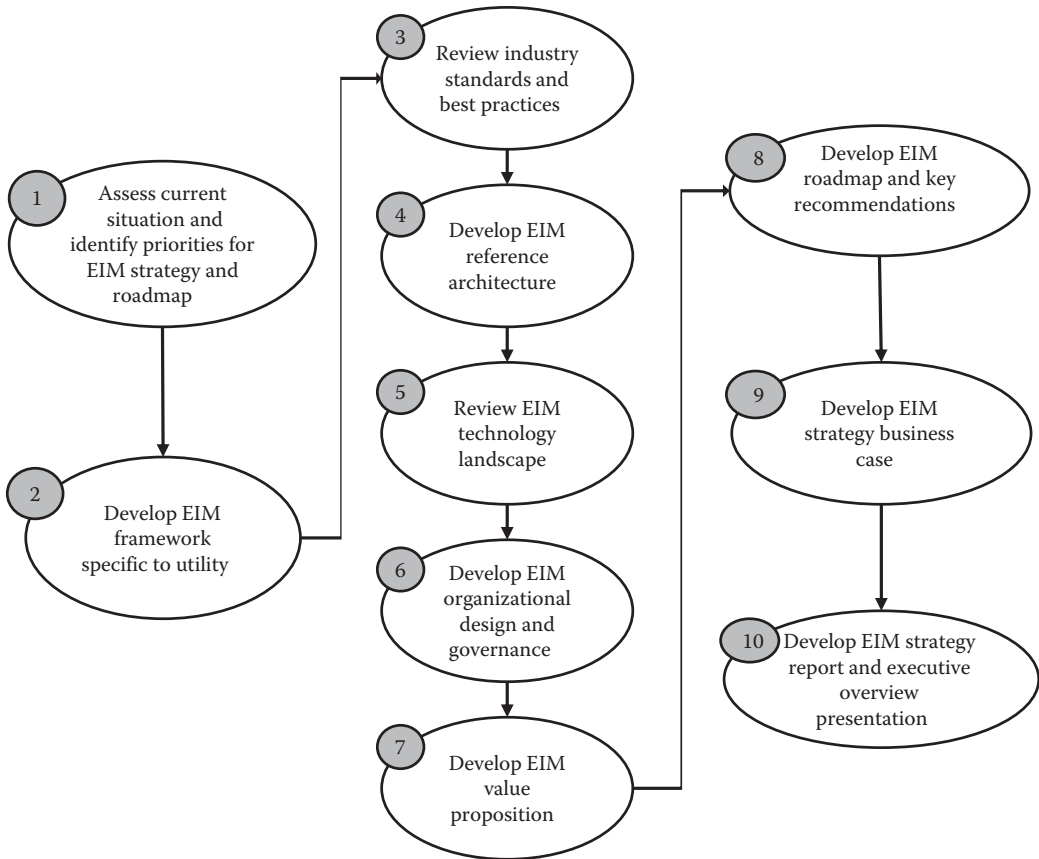 1
Assess current
situation and
identify priorities for
EIM strategy and
roadmap
2
Develop EIM
framework
specific to utility
3
Review industry
standards and
best practices
4
Develop EIM
reference
architecture
5
Review EIM
technology
landscape
6
Develop EIM
organizational
design and
governance
7
Develop EIM
value
proposition
8
Develop EIM
roadmap and key
recommendations
9
Develop EIM
strategy business
case
10
Develop EIM strategy
report and executive
overview
presentation